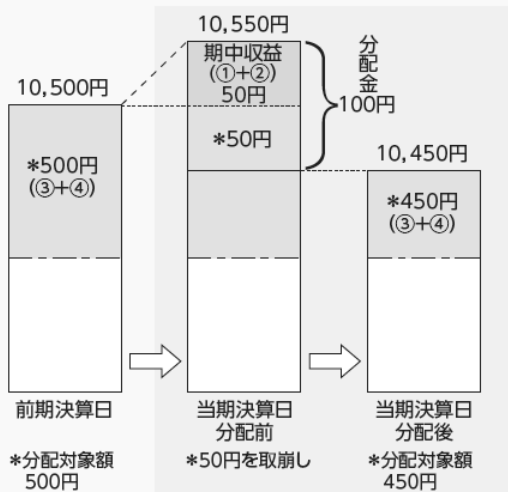 10,550円
期中収益
(①+②)
50円
*50円
分配金
100円
10,500円
*500円
(③+④)
10,450円
*450円
(③+④)
前期決算日
当期決算日
分配前
当期決算日
分配後
*分配対象額
500円
*50円を取崩し
*分配対象額
450円